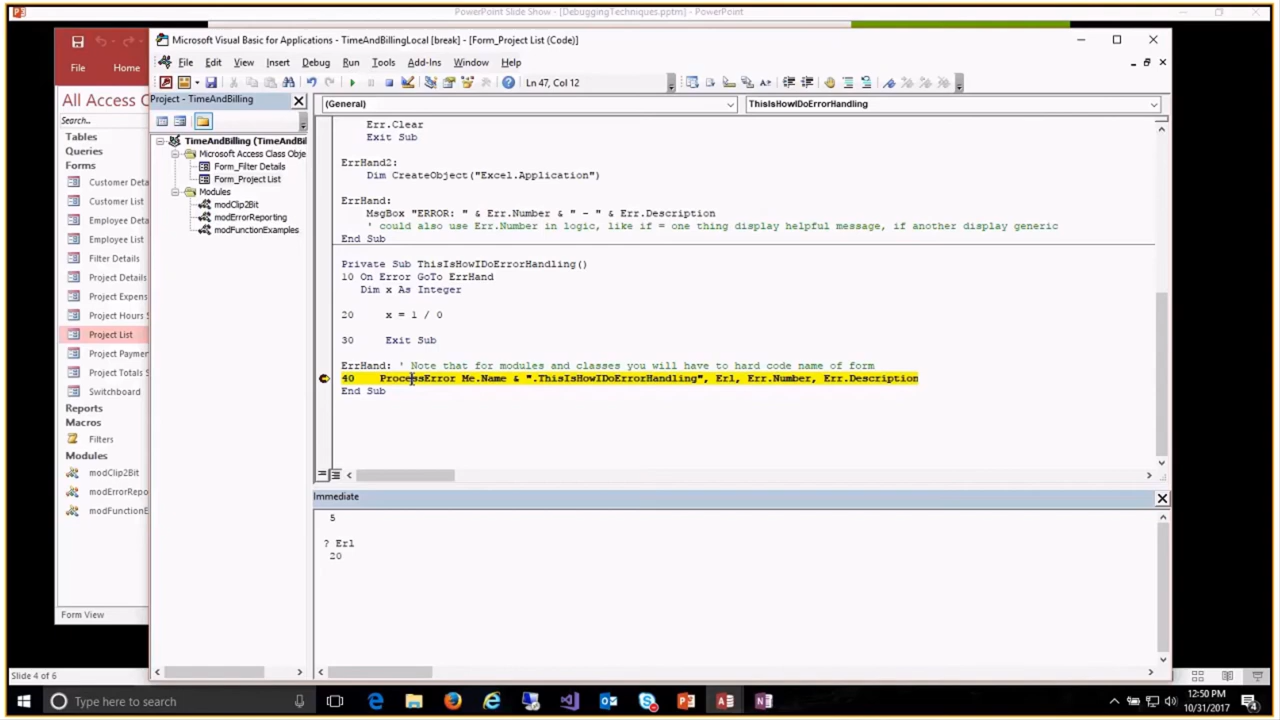 PowerPoint Slide Show - [DebuggingTechniques.pptm] - PowerPoint
Microsoft Visual Basic for Applications - TimeAndBillingLocal [break] - [Form_Project List (Code)]
File Home
File Edit View Insert Debug Run Tools Add-Ins Window Help
Ln 47, Col 12
All Access O
Search...
Tables
Queries
Forms
Customer Deta
Customer List
Employee Deta
Employee List
Filter Details
Project Details
Project Expens
Project Hours S
Project List
Project Payme
Switchboard
Reports
Macros
Filters
Modules
modClip2Bit
modErrorRepo
modFunctionE
Form View
Project - TimeAndBilling
TimeAndBilling (TimeAndBil
Microsoft Access Class Obje
Form_Filter Details
Form_Project List
Modules
modClip2Bit
modErrorReporting
modFunctionExamples
(General) ThisIsHowIDoErrorHandling
Err.Clear
Exit Sub
ErrHand2:
Dim CreateObject("Excel.Application")
ErrHand:
MsgBox "ERROR: " & Err.Number & " - " & Err.Description
' could also use Err.Number in logic, like if = one thing display helpful message, if another display generic
End Sub
Private Sub ThisIsHowIDoErrorHandling()
10 On Error GoTo ErrHand
Dim x As Integer
20 x = 1 / 0
30 Exit Sub
ErrHand: ' Note that for modules and classes you will have to hard code name of form
40 ProcessError Me.Name & ".ThisIsHowIDoErrorHandling", Erl, Err.Number, Err.Description
End Sub
Immediate
5
? Erl
20
Slide 4 of 6
Type here to search
12:50 PM
10/31/2017
4